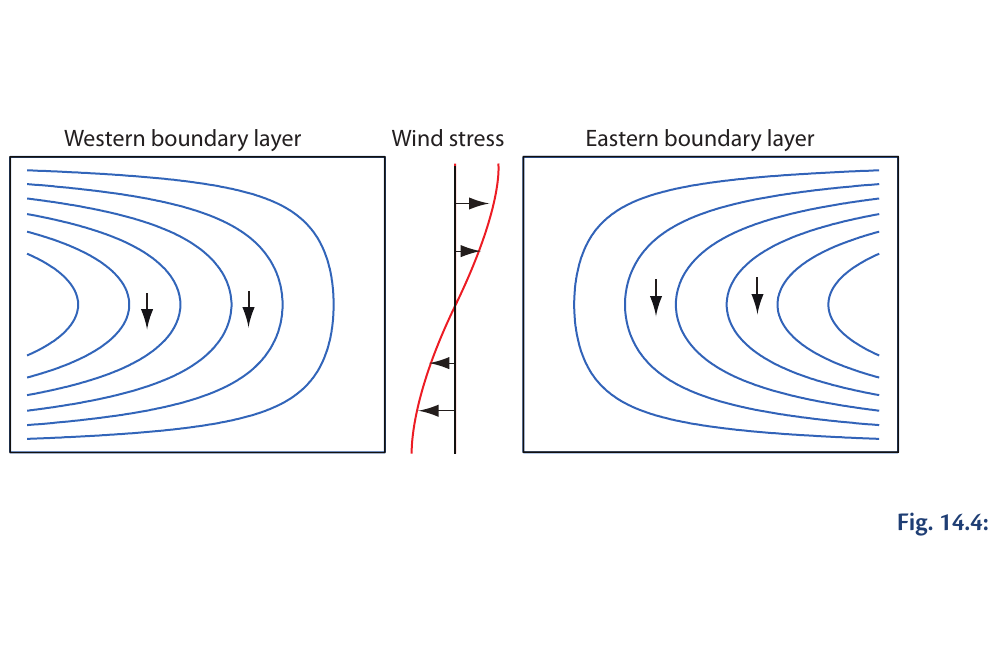 Western boundary layer
Wind stress
Eastern boundary layer
Fig. 14.4: